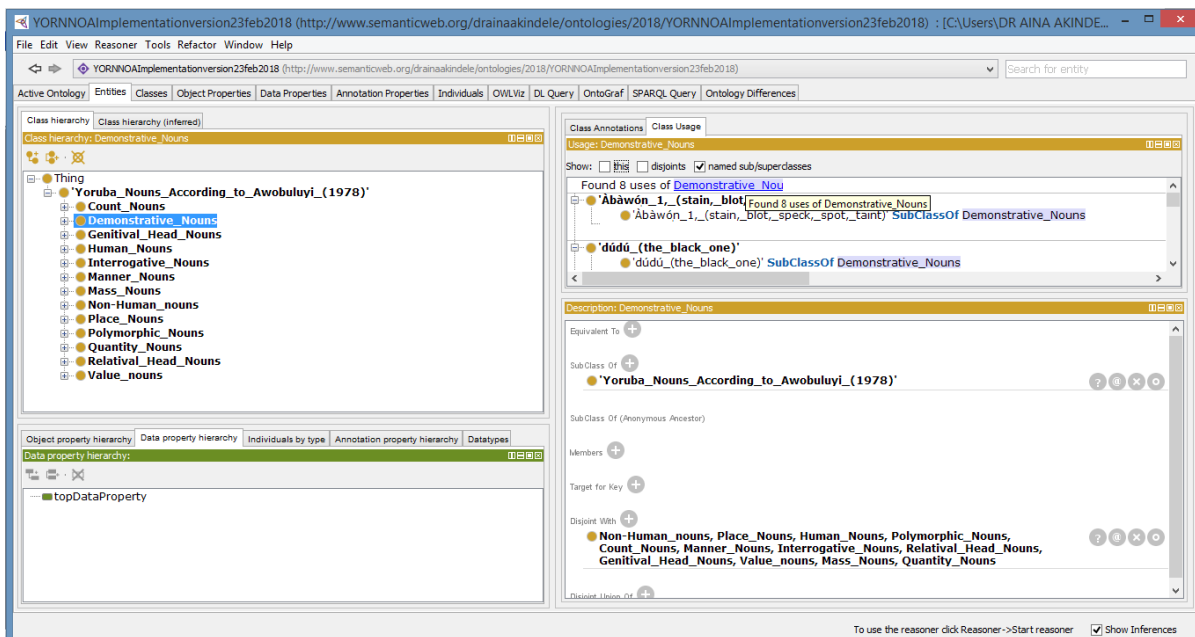 YORNNOAImplementationversion23feb2018 (http://www.semanticweb.org/drainaakindele/ontologies/2018/YORNNOAImplementationversion23feb2018) : [C:\Users\DR AINA AKINDE...
File Edit View Reasoner Tools Refactor Window Help
YORNNOAImplementationversion23feb2018 (http://www.semanticweb.org/drainaakindele/ontologies/2018/YORNNOAImplementationversion23feb2018)
Search for entity
Active Ontology Entities Classes Object Properties Data Properties Annotation Properties Individuals OWLViz DL Query OntoGraf SPARQL Query Ontology Differences
Class hierarchy Class hierarchy (inferred)
Class hierarchy: Demonstrative_Nouns
Thing
'Yoruba_Nouns_According_to_Awobuluyi_(1978)'
Count_Nouns
Demonstrative_Nouns
Genitival_Head_Nouns
Human_Nouns
Interrogative_Nouns
Manner_Nouns
Mass_Nouns
Non-Human_nouns
Place_Nouns
Polymorphic_Nouns
Quantity_Nouns
Relatival_Head_Nouns
Value_nouns
Object property hierarchy Data property hierarchy Individuals by type Annotation property hierarchy Datatypes
Data property hierarchy:
topDataProperty
Class Annotations Class Usage
Usage: Demonstrative_Nouns
Show: this disjoints named sub/superclasses
Found 8 uses of Demonstrative_Nou
'Àbàwón_1,_(stain,_blot,
Found 8 uses of Demonstrative_Nouns
'Àbàwón_1,_(stain,_blot,_speck,_spot,_taint)' SubClassOf Demonstrative_Nouns
'dúdú_(the_black_one)'
'dúdú_(the_black_one)' SubClassOf Demonstrative_Nouns
Description: Demonstrative_Nouns
Equivalent To
SubClass Of
'Yoruba_Nouns_According_to_Awobuluyi_(1978)'
SubClass Of (Anonymous Ancestor)
Members
Target for Key
Disjoint With
Non-Human_nouns, Place_Nouns, Human_Nouns, Polymorphic_Nouns,
Count_Nouns, Manner_Nouns, Interrogative_Nouns, Relatival_Head_Nouns,
Genitival_Head_Nouns, Value_nouns, Mass_Nouns, Quantity_Nouns
Disjoint Union Of
To use the reasoner click Reasoner->Start reasoner Show Inferences